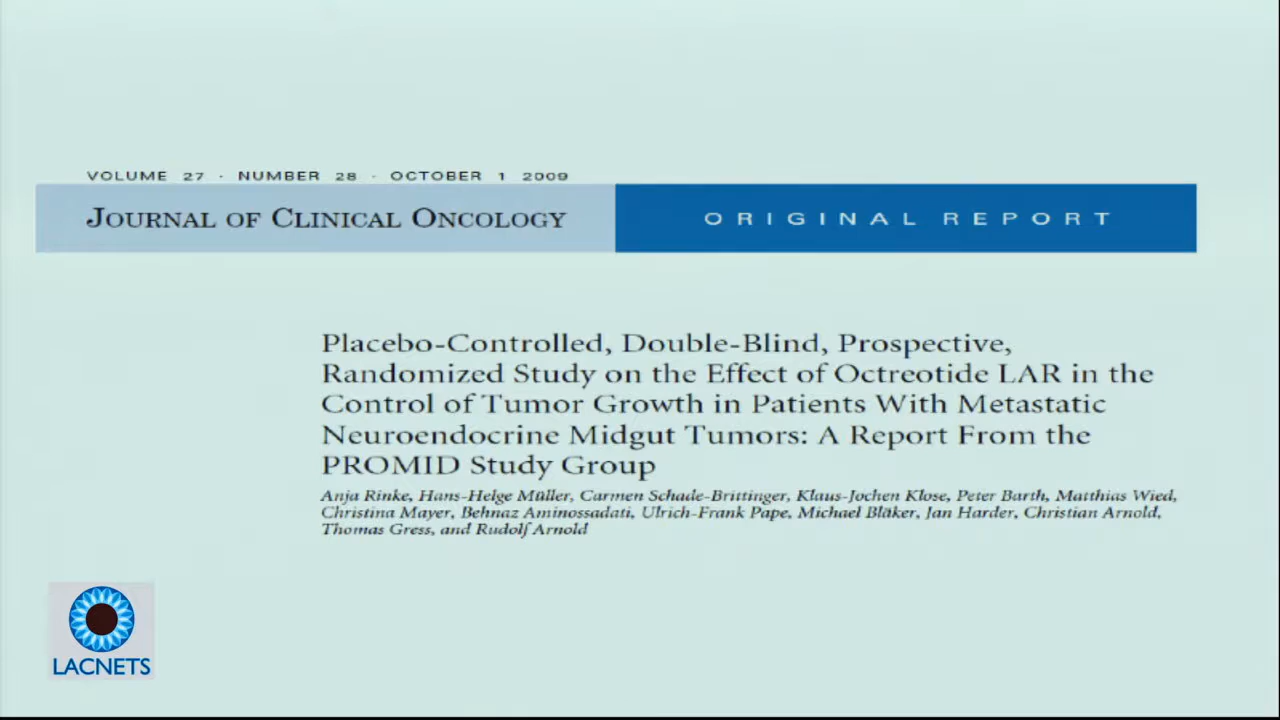 VOLUME 27 · NUMBER 28 · OCTOBER 1 2009
JOURNAL OF CLINICAL ONCOLOGY
ORIGINAL REPORT
Placebo-Controlled, Double-Blind, Prospective,
Randomized Study on the Effect of Octreotide LAR in the
Control of Tumor Growth in Patients With Metastatic
Neuroendocrine Midgut Tumors: A Report From the
PROMID Study Group
Anja Rinke, Hans-Helge Müller, Carmen Schade-Brittinger, Klaus-Jochen Klose, Peter Barth, Matthias Wied,
Christina Mayer, Behnaz Aminossadati, Ulrich-Frank Pape, Michael Bläker, Jan Harder, Christian Arnold,
Thomas Gress, and Rudolf Arnold
LACNETS